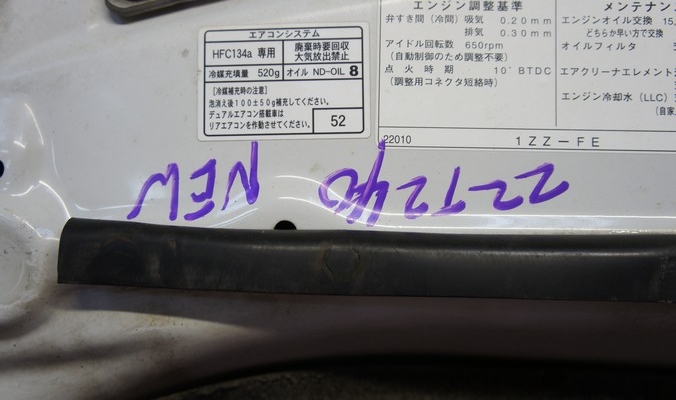 エアコンシステム
HFC134a 専用
廃棄時要回収
大気放出禁止
冷媒充填量 520g オイル ND-OIL 8
[冷媒補充時の注意]
泡消え後100±50g補充してください。
デュアルエアコン搭載車は
リアエアコンを作動させてください。
52
エンジン調整基準
弁すき間(冷間) 吸気 0.20mm
排気 0.30mm
アイドル回転数 650rpm
(自動制御のため調整不要)
点火時期 10°BTDC
(調整用コネクタ短絡時)
メンテナン
エンジンオイル交換 15,
どちらか早い方で交換
オイルフィルタ
エアクリーナエレメント
エンジン冷却水 (LLC)
(自家
22010
1ZZ-FE
22-T240
NEW